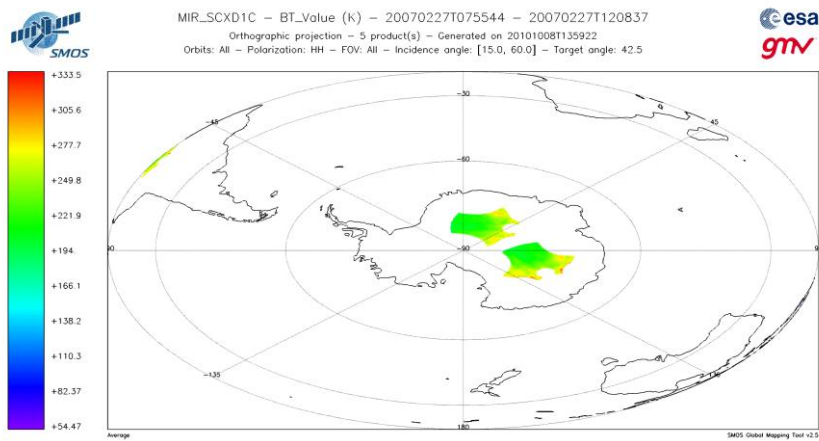 MIR_SCXD1C – BT_Value (K) – 20070227T075544 – 20070227T120837
Orthographic projection – 5 product(s) – Generated on 20101008T135922
Orbits: All – Polarization: HH – FOV: All – Incidence angle: [15.0, 60.0] – Target angle: 42.5
SMOS
esa
gmv
+333.5
+305.6
+277.7
+249.8
+221.9
+194.
+166.1
+138.2
+110.3
+82.37
+54.47
-30
-45
45
-60
-90
-135
180
Average
SMOS Global Mapping Tool v2.5